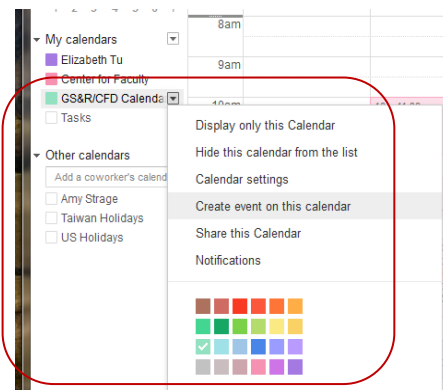 My calendars
Elizabeth Tu
Center for Faculty
GS&R/CFD Calenda
Tasks
Other calendars
Add a coworker's calend
Amy Strage
Taiwan Holidays
US Holidays
8am
9am
10am
Display only this Calendar
Hide this calendar from the list
Calendar settings
Create event on this calendar
Share this Calendar
Notifications